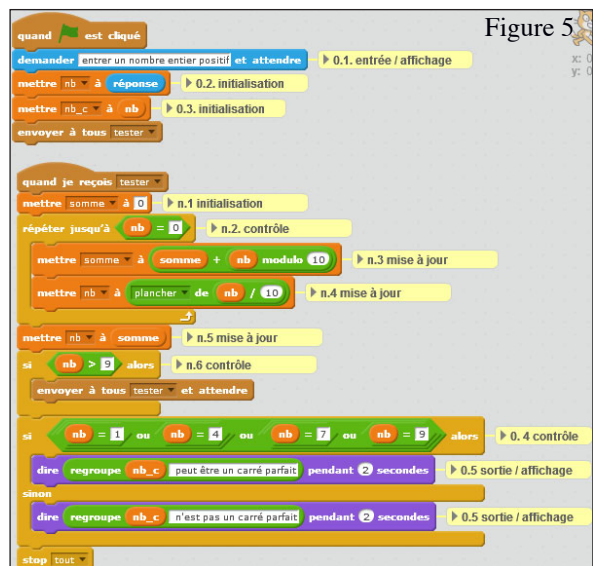 Figure 5
quand est cliqué
demander entrer un nombre entier positif et attendre 0.1. entrée / affichage
x: 0
y: 0
mettre nb à réponse 0.2. initialisation
mettre nb_c à nb 0.3. initialisation
envoyer à tous tester
quand je reçois tester
mettre somme à 0 n.1 initialisation
répéter jusqu'à nb = 0 n.2. contrôle
mettre somme à somme + nb modulo 10 n.3 mise à jour
mettre nb à plancher de nb / 10 n.4 mise à jour
mettre nb à somme n.5 mise à jour
si nb > 9 alors n.6 contrôle
envoyer à tous tester et attendre
si nb = 1 ou nb = 4 ou nb = 7 ou nb = 9 alors 0. 4 contrôle
dire regroupe nb_c peut être un carré parfait pendant 2 secondes 0.5 sortie / affichage
sinon
dire regroupe nb_c n'est pas un carré parfait pendant 2 secondes 0.5 sortie / affichage
stop tout